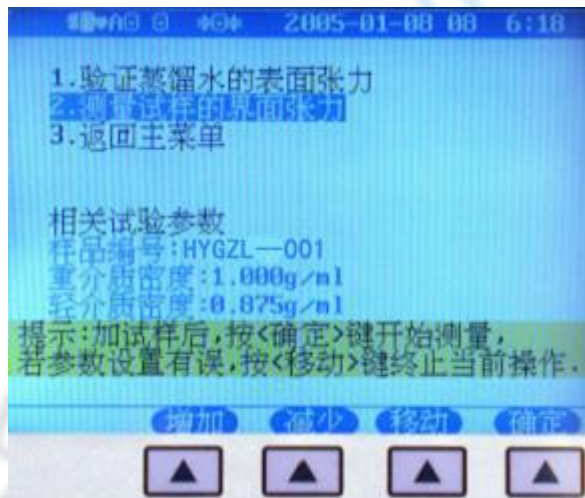 2005-01-08 08 6:18
1.验证蒸馏水的表面张力
2.测量试样的界面张力
3.返回主菜单
相关试验参数
样品编号:HYGZL--001
重介质密度:1.000g/ml
轻介质密度:0.875g/ml
提示:加试样后,按<确定>键开始测量,
若参数设置有误,按<移动>键终止当前操作.
增加 减少 移动 确定